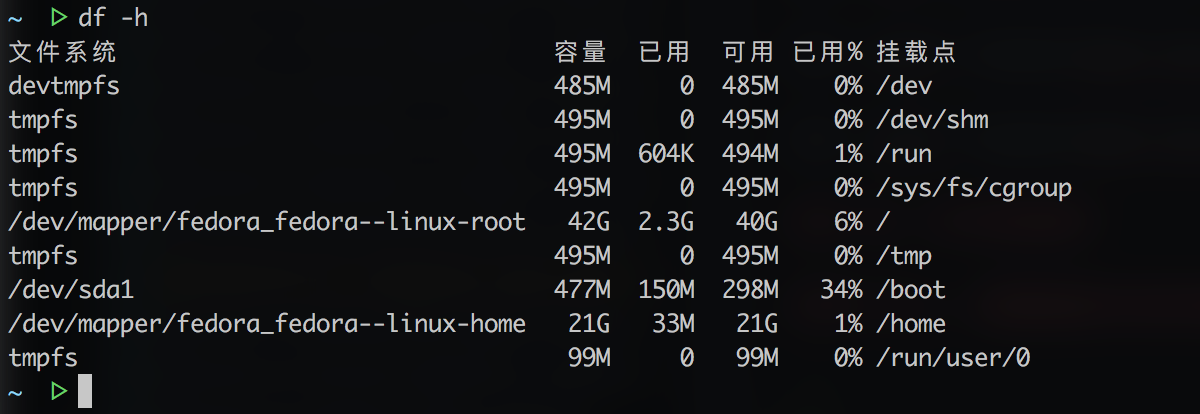 ~ ▷ df -h
文件系统 容量 已用 可用 已用% 挂载点
devtmpfs 485M 0 485M 0% /dev
tmpfs 495M 0 495M 0% /dev/shm
tmpfs 495M 604K 494M 1% /run
tmpfs 495M 0 495M 0% /sys/fs/cgroup
/dev/mapper/fedora_fedora--linux-root 42G 2.3G 40G 6% /
tmpfs 495M 0 495M 0% /tmp
/dev/sda1 477M 150M 298M 34% /boot
/dev/mapper/fedora_fedora--linux-home 21G 33M 21G 1% /home
tmpfs 99M 0 99M 0% /run/user/0
~ ▷